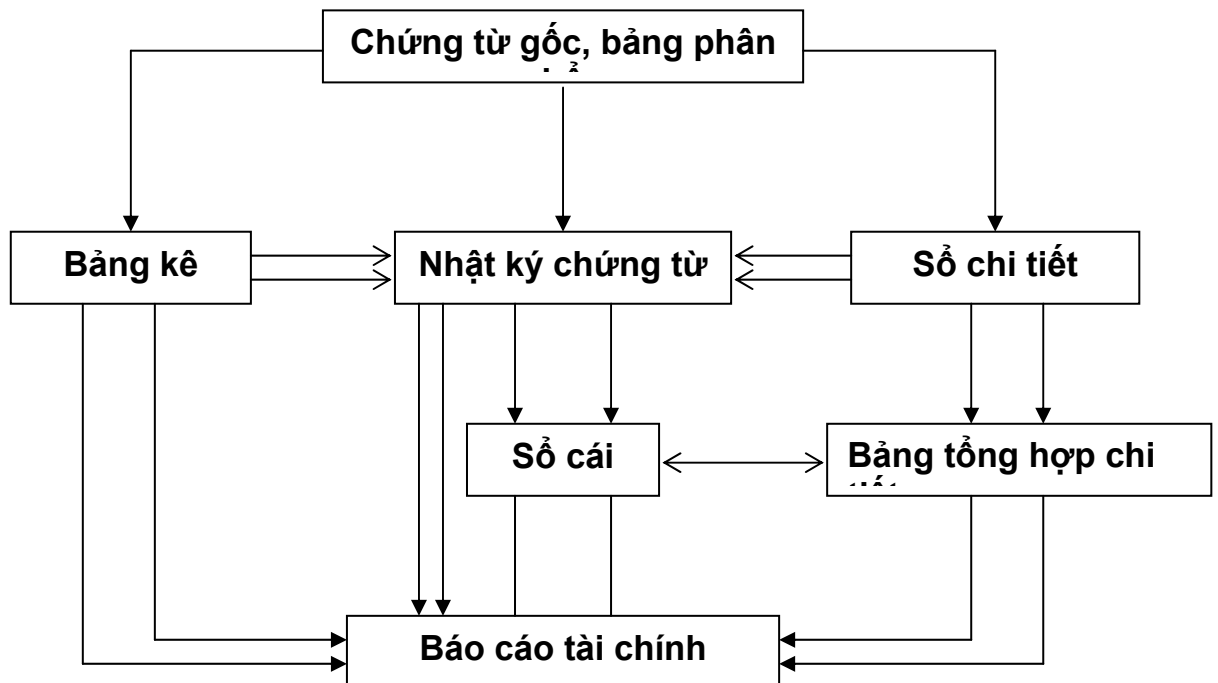 Chứng từ gốc, bảng phân
Bảng kê
Nhật ký chứng từ
Sổ chi tiết
Sổ cái
Bảng tổng hợp chi
Báo cáo tài chính